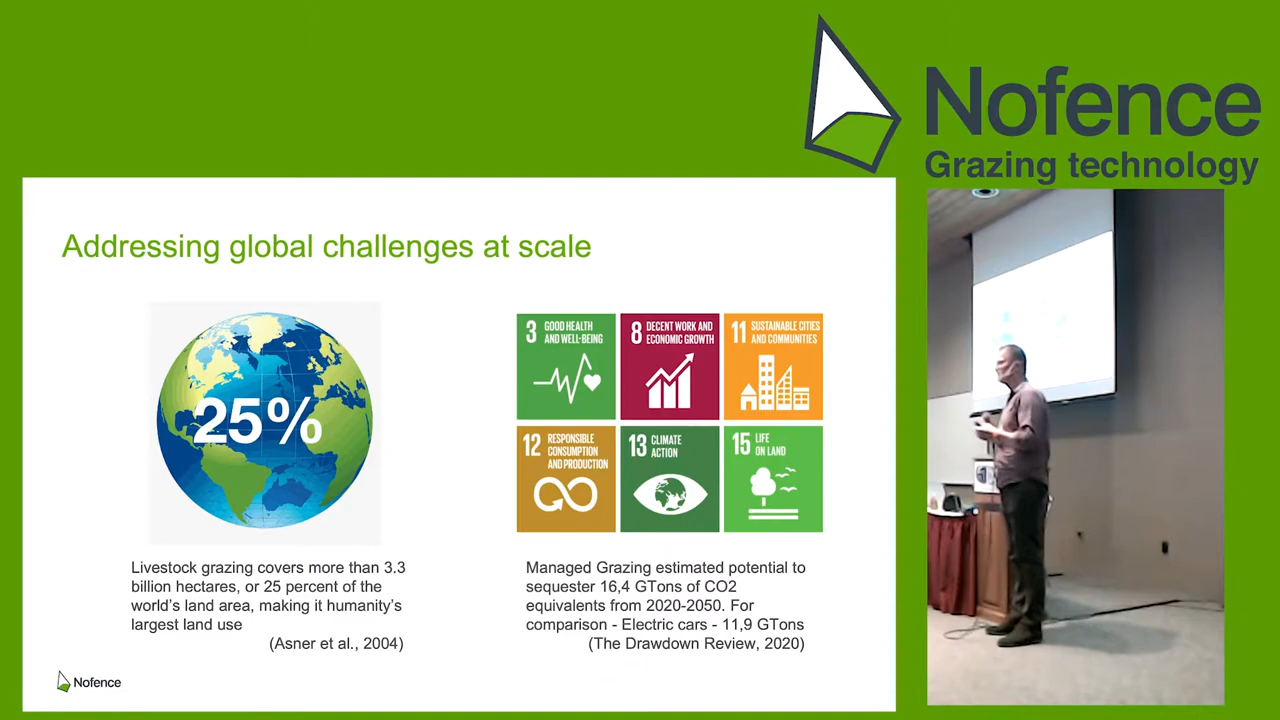 Nofence
Grazing technology
Addressing global challenges at scale
25%
3 GOOD HEALTH
AND WELL-BEING
8 DECENT WORK AND
ECONOMIC GROWTH
11 SUSTAINABLE CITIES
AND COMMUNITIES
12 RESPONSIBLE
CONSUMPTION
AND PRODUCTION
13 CLIMATE
ACTION
15 LIFE
ON LAND
Livestock grazing covers more than 3.3
billion hectares, or 25 percent of the
world's land area, making it humanity's
largest land use
(Asner et al., 2004)
Managed Grazing estimated potential to
sequester 16,4 GTons of CO2
equivalents from 2020-2050. For
comparison - Electric cars - 11,9 GTons
(The Drawdown Review, 2020)
Nofence